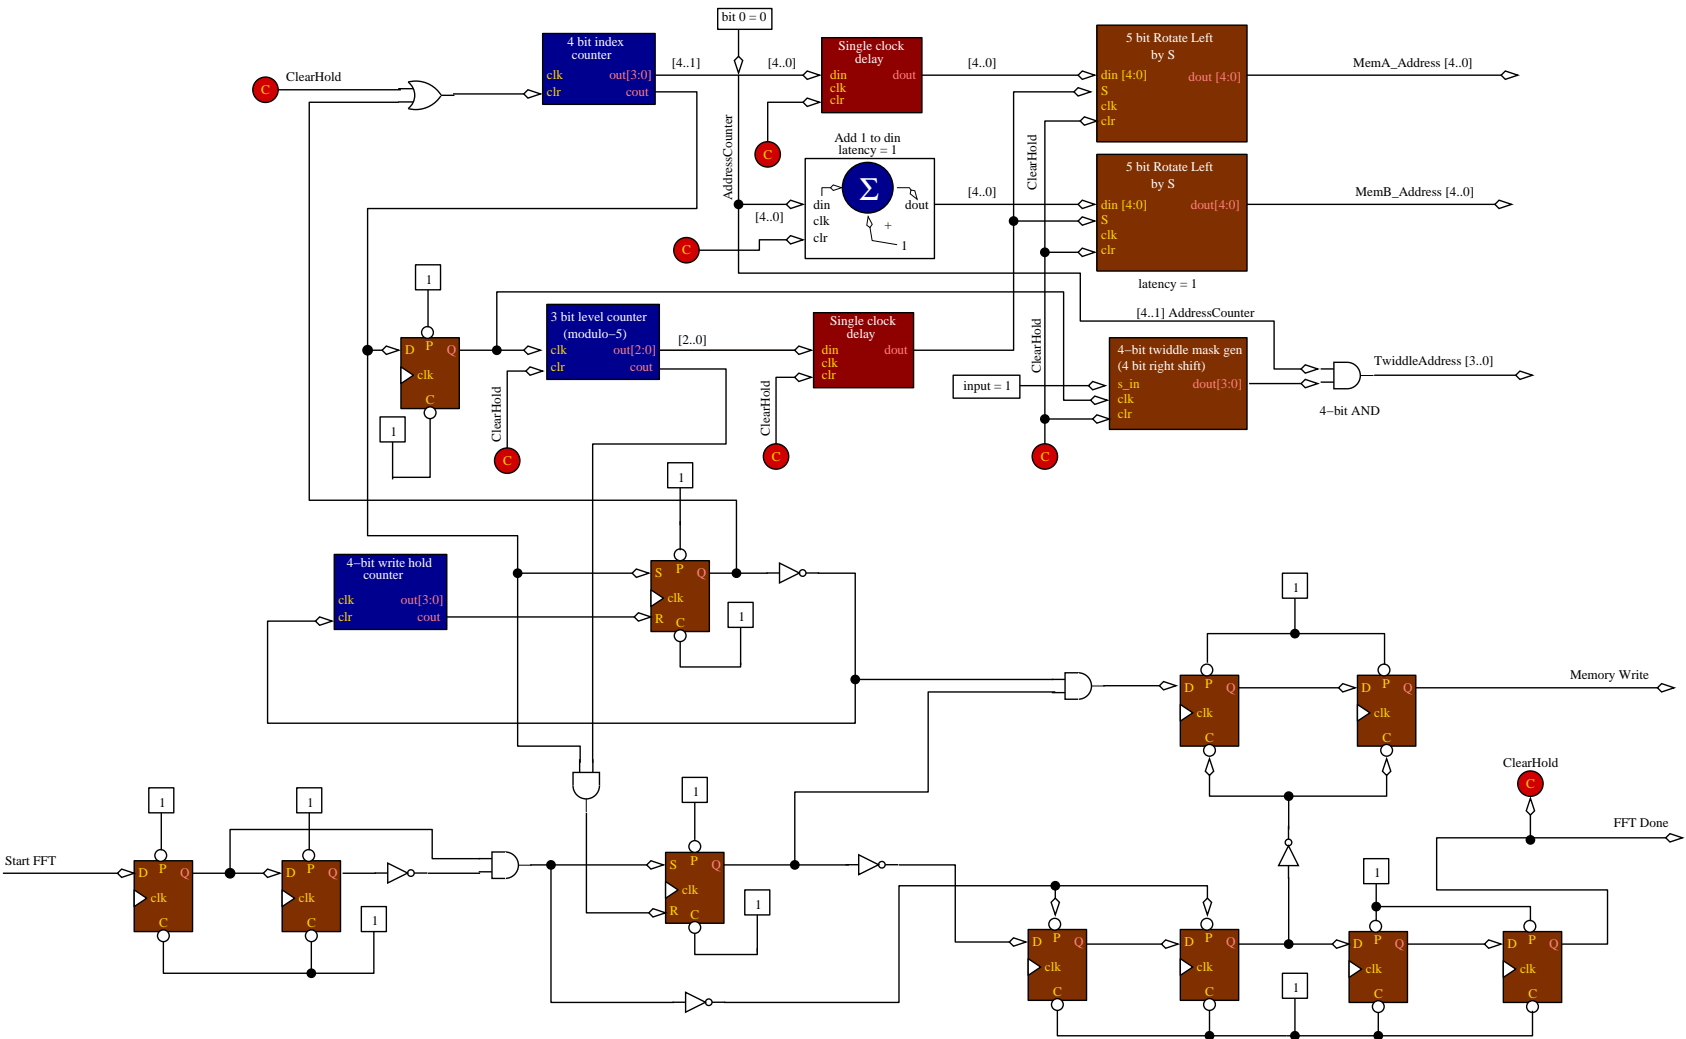 bit 0 = 0
4 bit index
counter
clk
out[3:0]
clr
cout
ClearHold
C
[4..1]
[4..0]
Single clock
delay
din
dout
clk
clr
C
[4..0]
5 bit Rotate Left
by S
din [4:0]
dout [4:0]
S
clk
clr
MemA_Address [4..0]
AddressCounter
Add 1 to din
latency = 1
Σ
din
dout
clk
clr
+
1
[4..0]
C
[4..0]
ClearHold
5 bit Rotate Left
by S
din [4:0]
dout[4:0]
S
clk
clr
latency = 1
MemB_Address [4..0]
1
D
P
Q
clk
C
1
3 bit level counter
(modulo−5)
clk
out[2:0]
clr
cout
ClearHold
C
[2..0]
Single clock
delay
din
dout
clk
clr
ClearHold
C
[4..1] AddressCounter
ClearHold
input = 1
4−bit twiddle mask gen
(4 bit right shift)
s_in
dout[3:0]
clk
clr
C
TwiddleAddress [3..0]
4−bit AND
1
4−bit write hold
counter
clk
out[3:0]
clr
cout
S
P
Q
clk
R
C
1
1
D
P
Q
clk
C
D
P
Q
clk
C
Memory Write
ClearHold
C
FFT Done
Start FFT
1
D
P
Q
clk
C
1
D
P
Q
clk
C
1
1
S
P
Q
clk
R
C
1
D
P
Q
clk
C
D
P
Q
clk
C
1
1
D
P
Q
clk
C
D
P
Q
clk
C